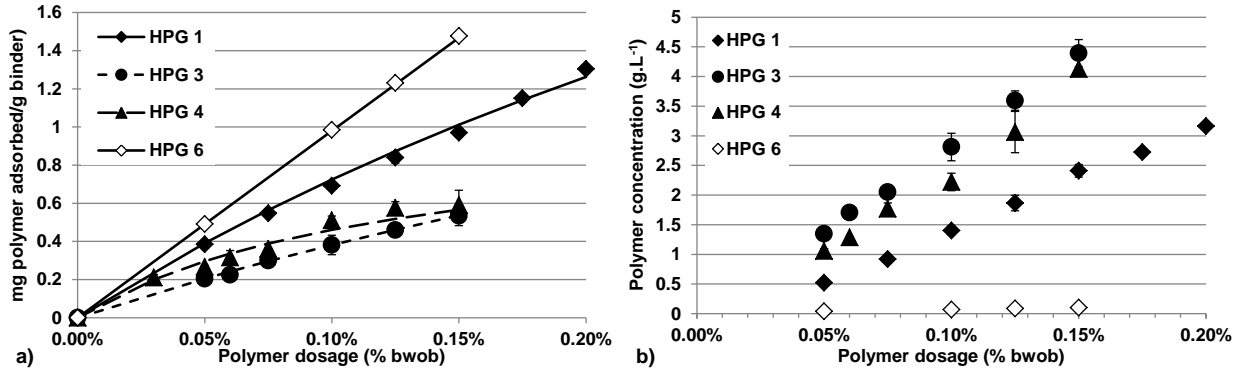 1.6
1.4
1.2
1
0.8
0.6
0.4
0.2
0
mg polymer adsorbed/g binder
HPG 1
HPG 3
HPG 4
HPG 6
0.00% 0.05% 0.10% 0.15% 0.20%
Polymer dosage (% bwob)
a)
5
4.5
4
3.5
3
2.5
2
1.5
1
0.5
0
Polymer concentration (g.L-1)
HPG 1
HPG 3
HPG 4
HPG 6
0.00% 0.05% 0.10% 0.15% 0.20%
Polymer dosage (% bwob)
b)